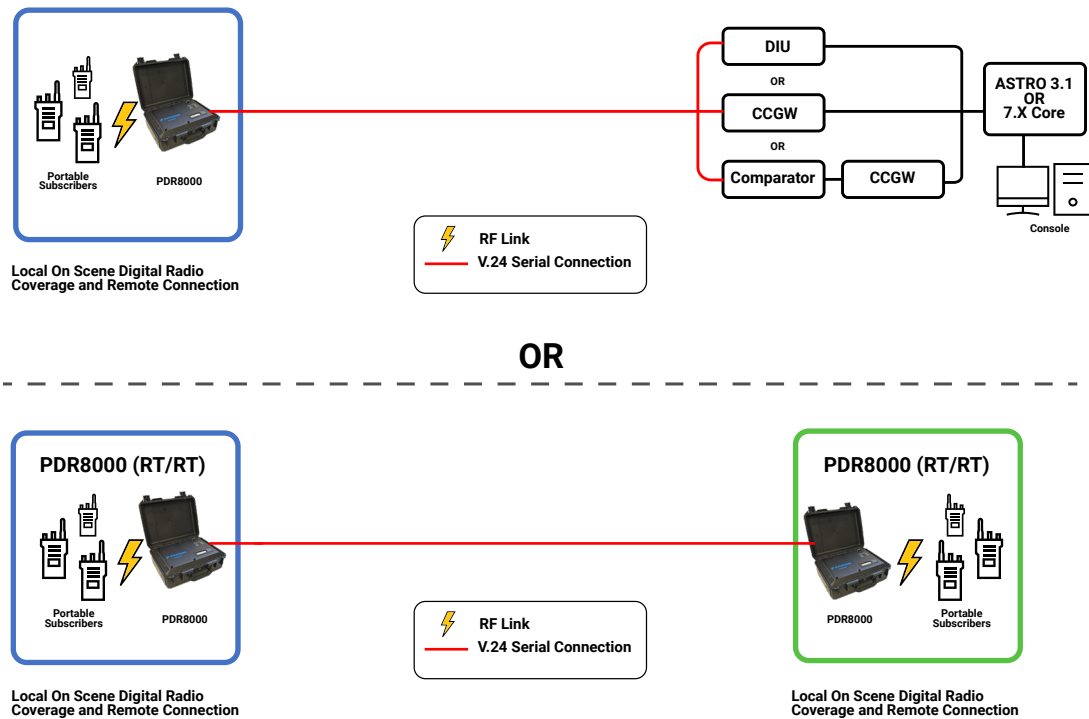 DIU
OR
CCGW
OR
Comparator
CCGW
ASTRO 3.1
OR
7.X Core
Console
Portable
Subscribers
PDR8000
RF Link
V.24 Serial Connection
Local On Scene Digital Radio
Coverage and Remote Connection
OR
PDR8000 (RT/RT)
Portable
Subscribers
PDR8000
RF Link
V.24 Serial Connection
PDR8000 (RT/RT)
PDR8000
Portable
Subscribers
Local On Scene Digital Radio
Coverage and Remote Connection
Local On Scene Digital Radio
Coverage and Remote Connection